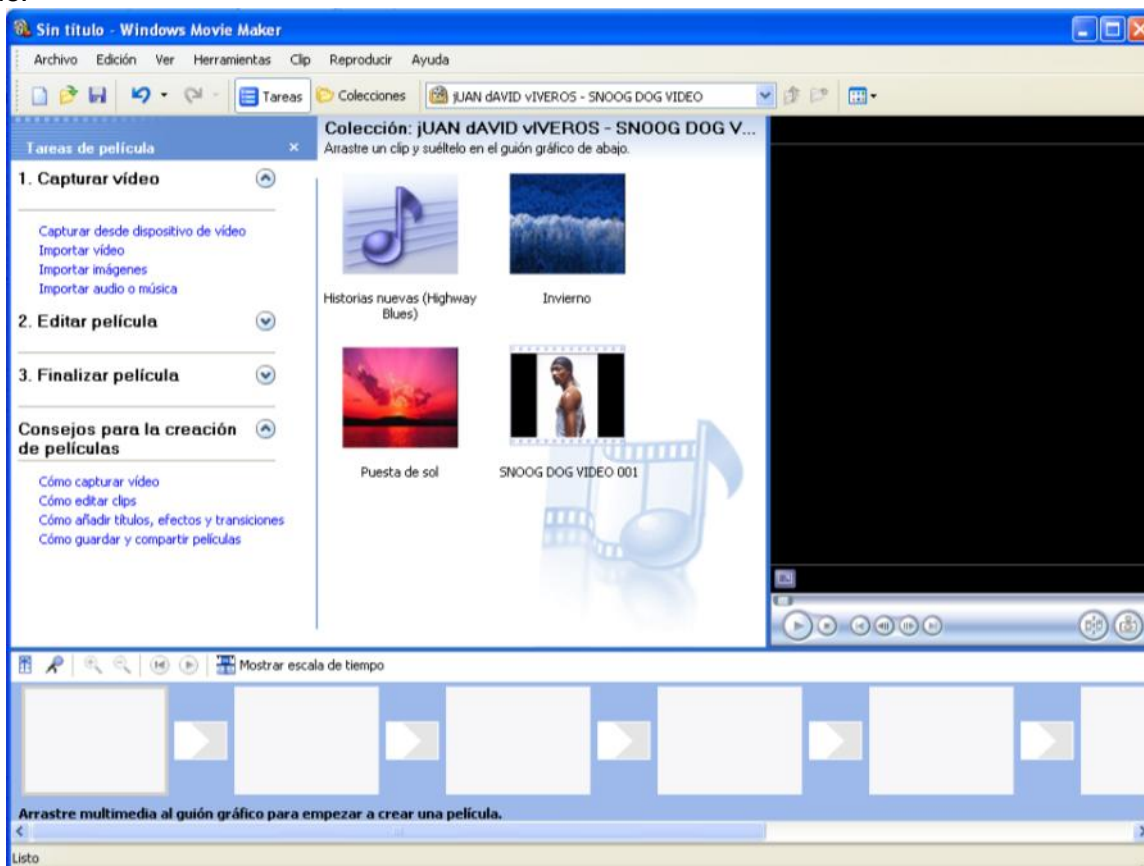 Sin título - Windows Movie Maker
Archivo Edición Ver Herramientas Clip Reproducir Ayuda
Tareas Colecciones jUAN dAVID vIVEROS - SNOOG DOG VIDEO
Tareas de película
Colección: jUAN dAVID vIVEROS - SNOOG DOG V...
Arrastre un clip y suéltelo en el guión gráfico de abajo.
1. Capturar vídeo
Capturar desde dispositivo de vídeo
Importar vídeo
Importar imágenes
Importar audio o música
2. Editar película
3. Finalizar película
Consejos para la creación
de películas
Cómo capturar vídeo
Cómo editar clips
Cómo añadir títulos, efectos y transiciones
Cómo guardar y compartir películas
Historias nuevas (Highway
Blues)
Invierno
Puesta de sol
SNOOG DOG VIDEO 001
Mostrar escala de tiempo
Arrastre multimedia al guión gráfico para empezar a crear una película.
Listo